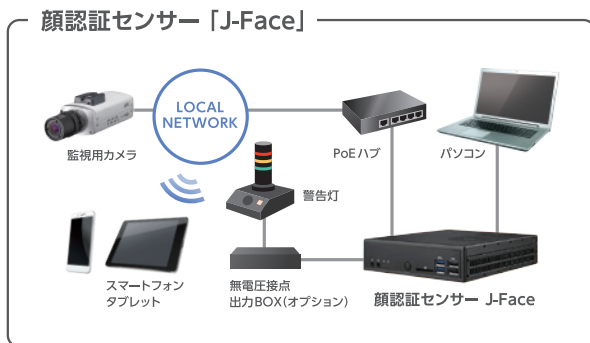 顔認証センサー「J-Face」
LOCAL
NETWORK
監視用カメラ
PoEハブ
パソコン
警告灯
スマートフォン
タブレット
無電圧接点
出力BOX(オプション)
顔認証センサー J-Face